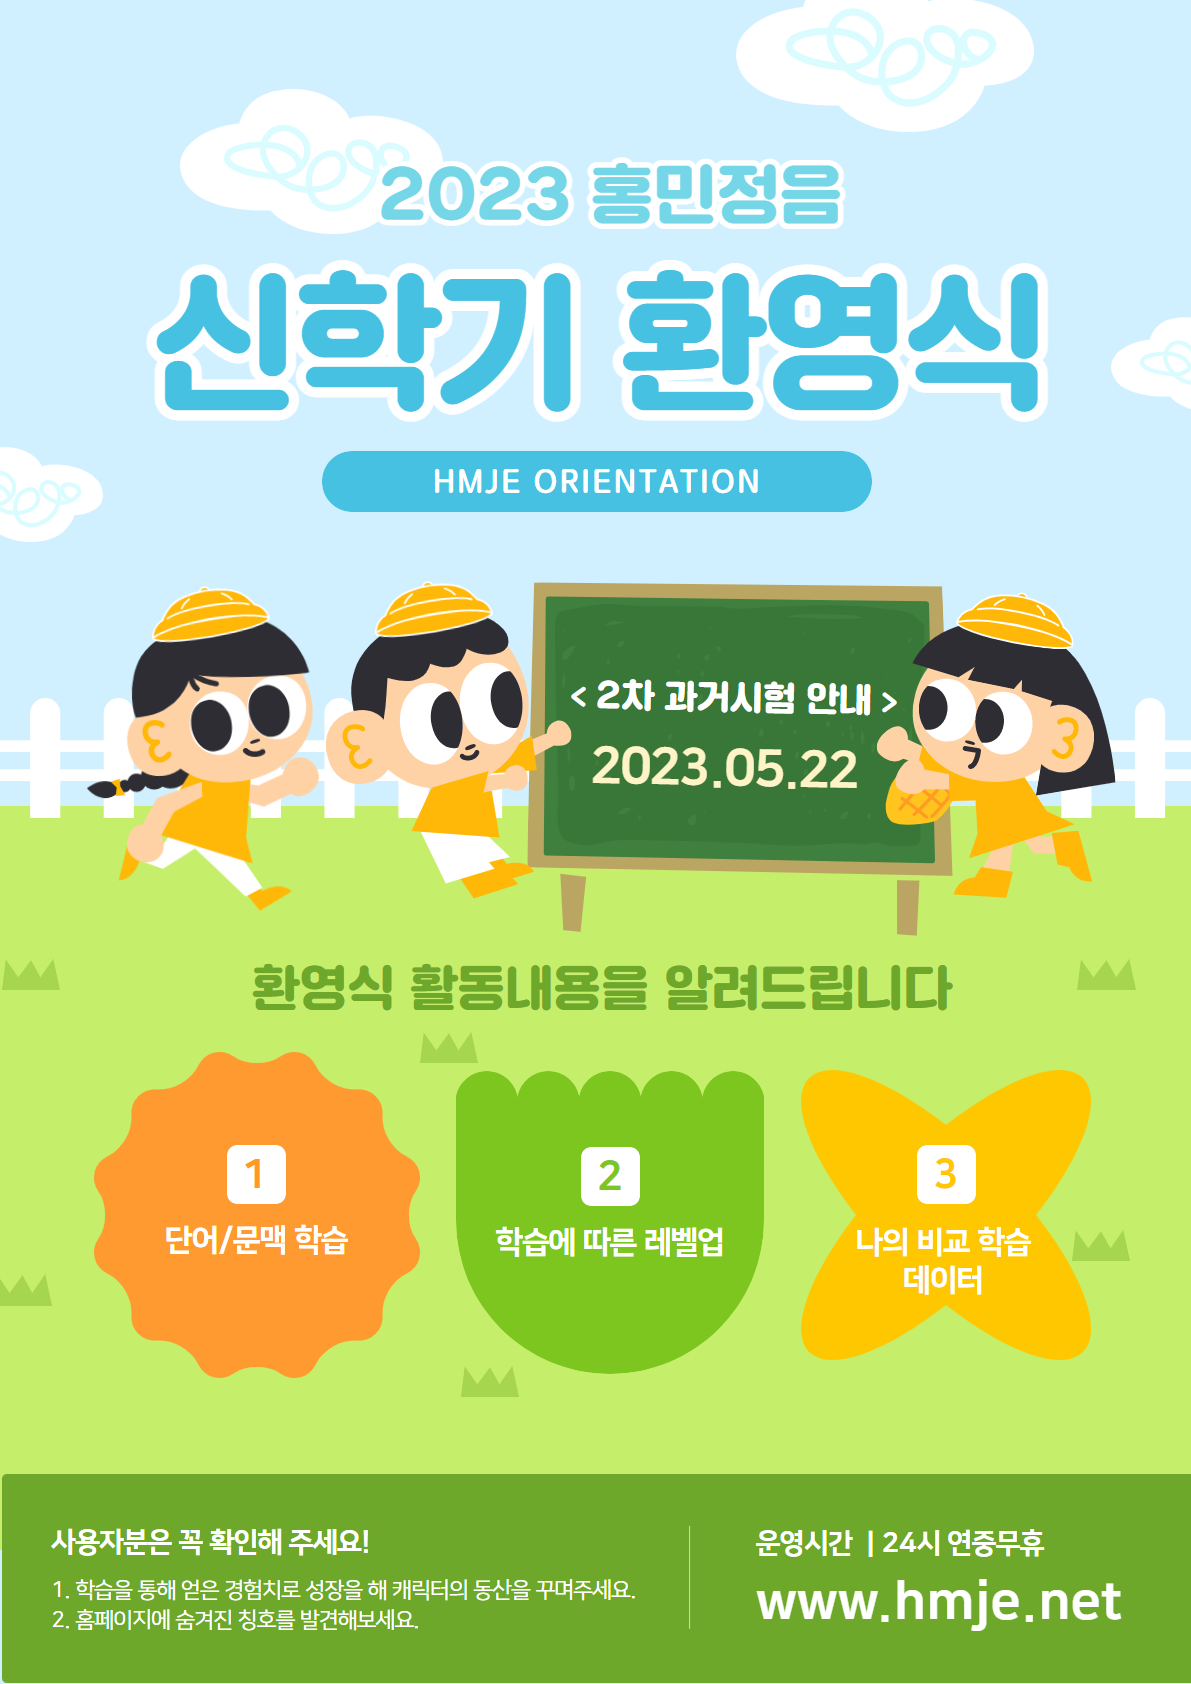 2023 홍민정음
신학기 환영식
HMJE ORIENTATION
< 2차 과거시험 안내 >
2023.05.22
환영식 활동내용을 알려드립니다
1
단어/문맥 학습
2
학습에 따른 레벨업
3
나의 비교 학습
데이터
사용자분은 꼭 확인해 주세요!
1. 학습을 통해 얻은 경험치로 성장을 해 캐릭터의 동산을 꾸며주세요.
2. 홈페이지에 숨겨진 칭호를 발견해보세요.
운영시간 | 24시 연중무휴
www.hmje.net